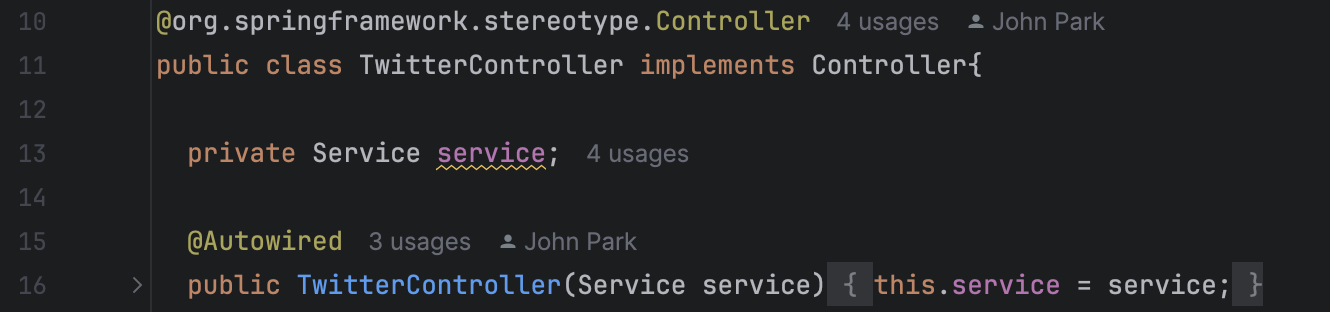 10 @org.springframework.stereotype.Controller 4 usages John Park
11 public class TwitterController implements Controller{
12
13 private Service service; 4 usages
14
15 @Autowired 3 usages John Park
16 public TwitterController(Service service) { this.service = service; }